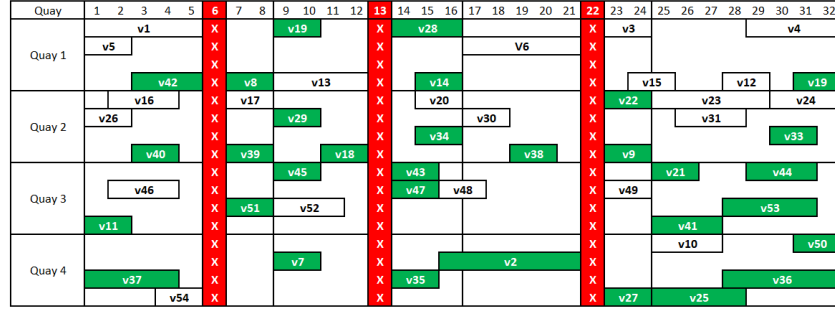 Quay 1 2 3 4 5 6 7 8 9 10 11 12 13 14 15 16 17 18 19 20 21 22 23 24 25 26 27 28 29 30 31 32
v1 X v19 X v28 X v3 v4
Quay 1
v5 X X V6 X
X X X
v42 X v8 v13 X v14 X v15 v12 v19
v16 X v17 X v20 X v22 v23 v24
Quay 2
v26 X v29 X v30 X v31
X X v34 X v33
v40 X v39 v18 X v38 X v9
X v45 X v43 X v21 v44
Quay 3
v46 X X v47 v48 X v49
X v51 v52 X X v53
v11 X X X v41
X X X v10 v50
Quay 4
X v7 X v2 X
v37 X X v35 X v36
v54 X X X v27 v25